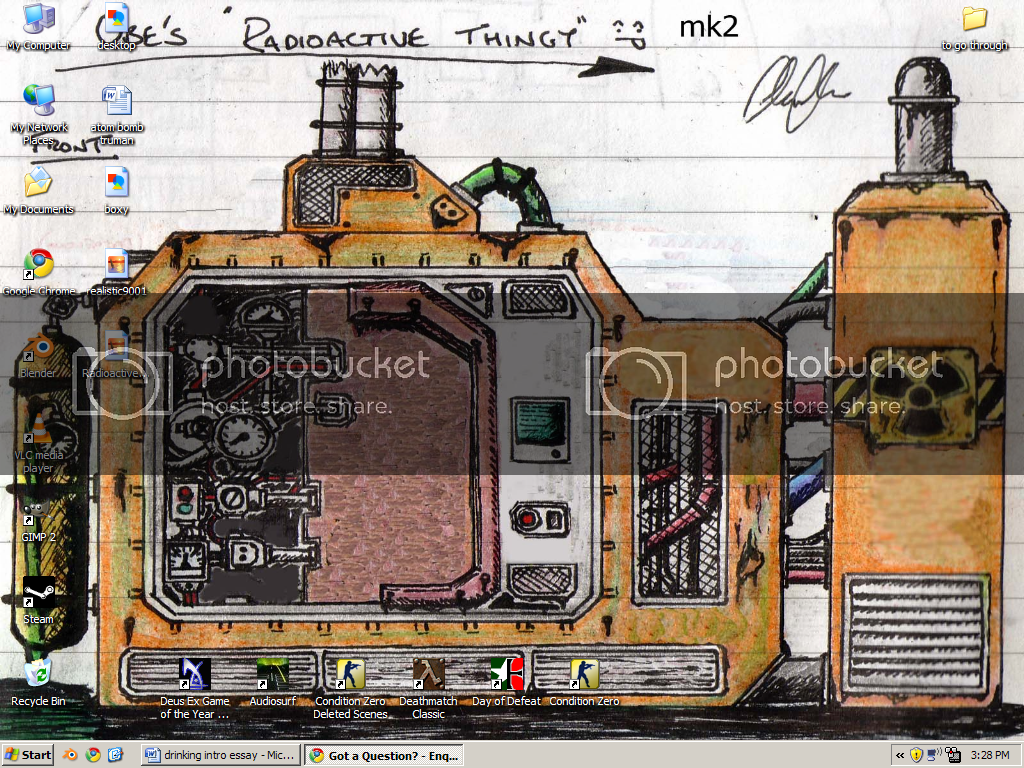 OBE'S "RADIOACTIVE THINGY" mk2
FRONT
My Computer
desktop
to go through
My Network Places
atom bomb truman
My Documents
boxy
Google Chrome
realistic9001
Blender
Radioactive...
VLC media player
GIMP 2
Steam
Recycle Bin
photobucket
host. store. share.
photobucket
host. store. share.
Deus Ex Game of the Year ...
Audiosurf
Condition Zero Deleted Scenes
Deathmatch Classic
Day of Defeat
Condition Zero
Start
drinking intro essay - Mic...
Got a Question? - Enq...
3:28 PM